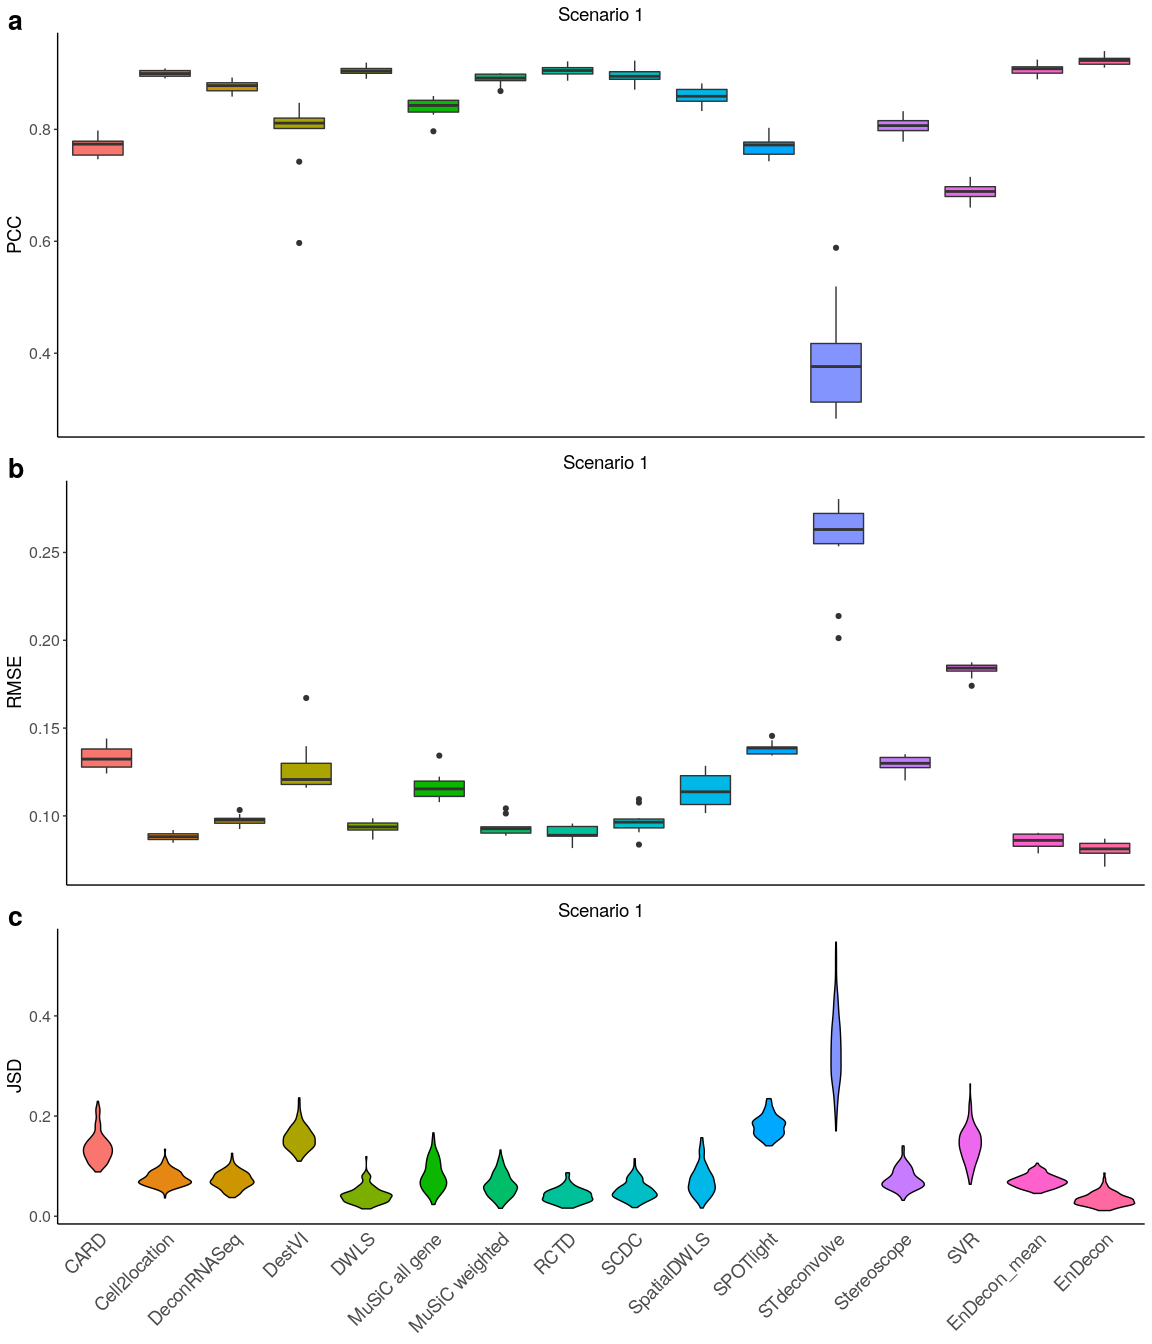 a
Scenario 1
PCC
0.8
0.6
0.4
b
Scenario 1
RMSE
0.25
0.20
0.15
0.10
c
Scenario 1
JSD
0.4
0.2
0.0
CARD
Cell2location
DeconRNASeq
DestVI
DWLS
MuSiC all gene
MuSiC weighted
RCTD
SCDC
SpatialDWLS
SPOTlight
STdeconvolve
Stereoscope
SVR
EnDecon_mean
EnDecon